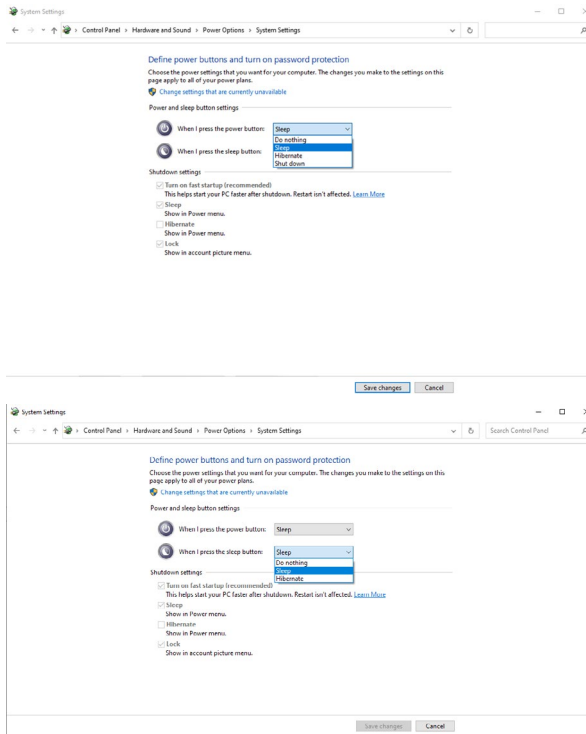 System Settings
Control Panel › Hardware and Sound › Power Options › System Settings
Define power buttons and turn on password protection
Choose the power settings that you want for your computer. The changes you make to the settings on this
page apply to all of your power plans.
Change settings that are currently unavailable
Power and sleep button settings
When I press the power button: Sleep
Do nothing
Sleep
When I press the sleep button:
Hibernate
Shut down
Shutdown settings
Turn on fast startup (recommended)
This helps start your PC faster after shutdown. Restart isn't affected. Learn More
Sleep
Show in Power menu.
Hibernate
Show in Power menu.
Lock
Show in account picture menu.
Save changes Cancel
System Settings
Control Panel › Hardware and Sound › Power Options › System Settings Search Control Panel
Define power buttons and turn on password protection
Choose the power settings that you want for your computer. The changes you make to the settings on this
page apply to all of your power plans.
Change settings that are currently unavailable
Power and sleep button settings
When I press the power button: Sleep
When I press the sleep button: Sleep
Do nothing
Sleep
Hibernate
Shutdown settings
Turn on fast startup (recommended)
This helps start your PC faster after shutdown. Restart isn't affected. Learn More
Sleep
Show in Power menu.
Hibernate
Show in Power menu.
Lock
Show in account picture menu.
Save changes Cancel